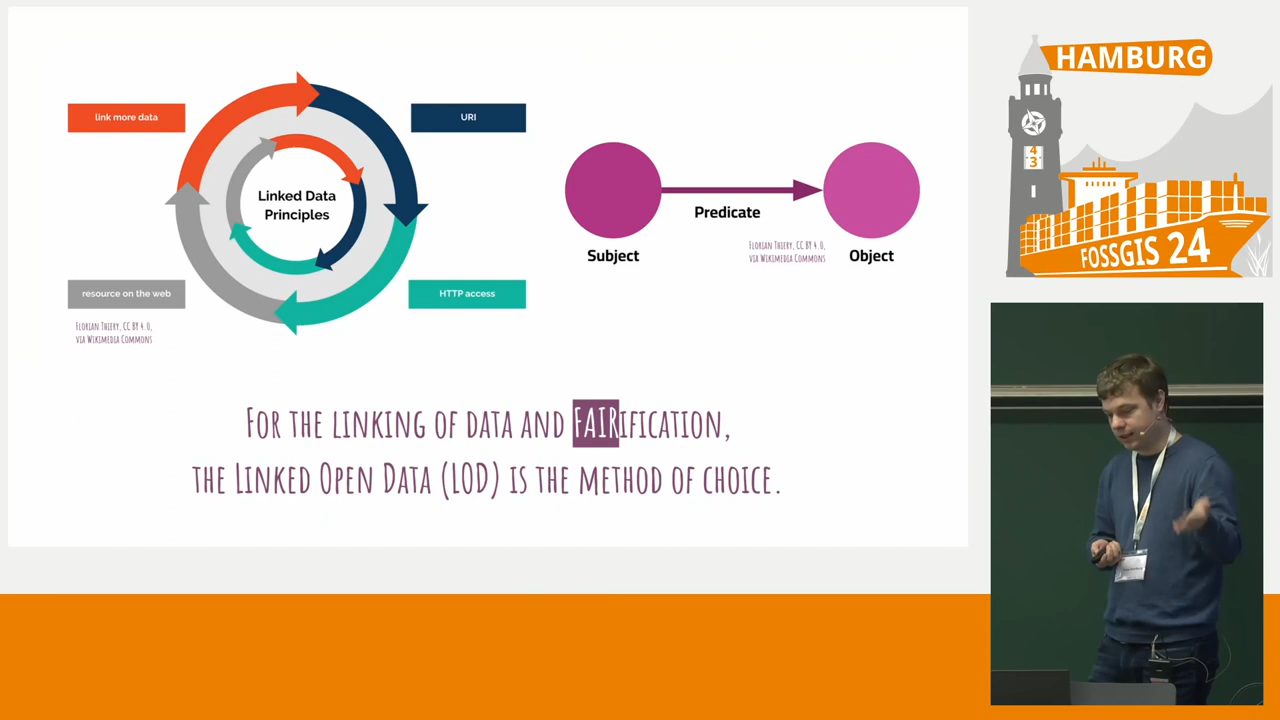 link more data
URI
Linked Data
Principles
resource on the web
HTTP access
Florian Thiery, CC BY 4.0,
via Wikimedia Commons
Predicate
Subject
Object
Florian Thiery, CC BY 4.0,
via Wikimedia Commons
For the linking of data and FAIRification,
the Linked Open Data (LOD) is the method of choice.
HAMBURG
4
3
FOSSGIS 24